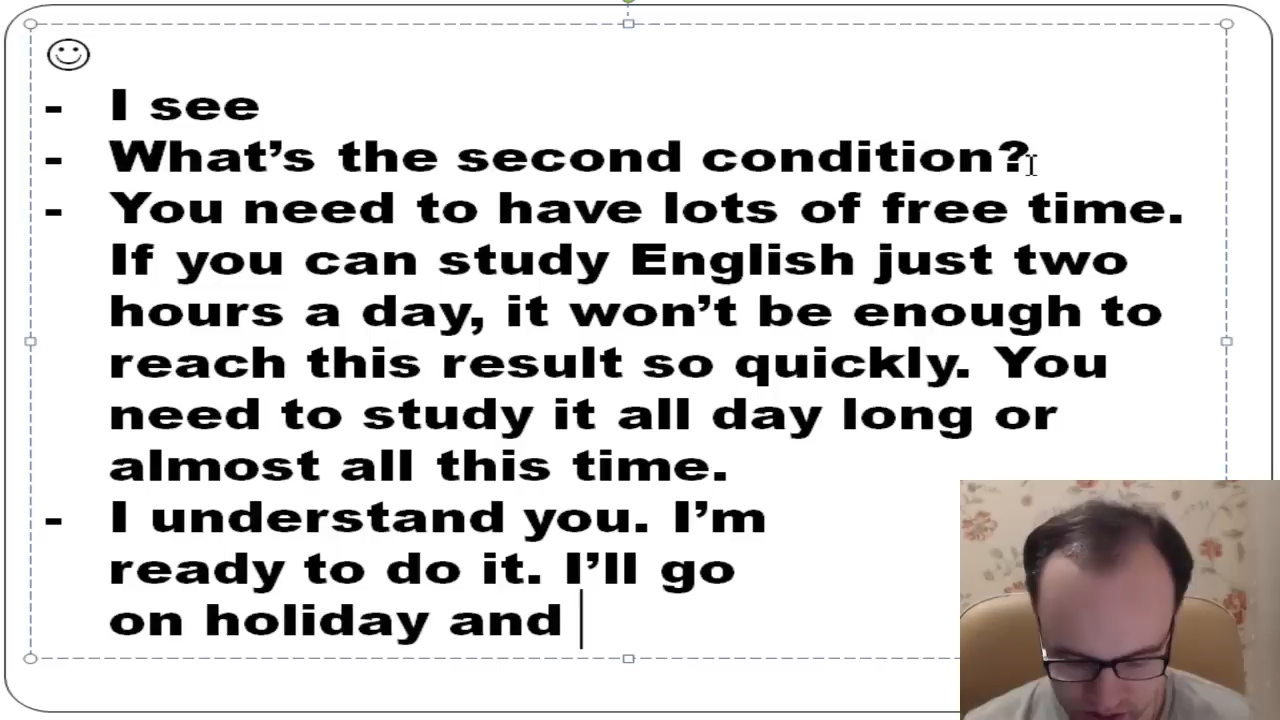 - I see
- What’s the second condition?
- You need to have lots of free time.
If you can study English just two
hours a day, it won’t be enough to
reach this result so quickly. You
need to study it all day long or
almost all this time.
- I understand you. I’m
ready to do it. I’ll go
on holiday and